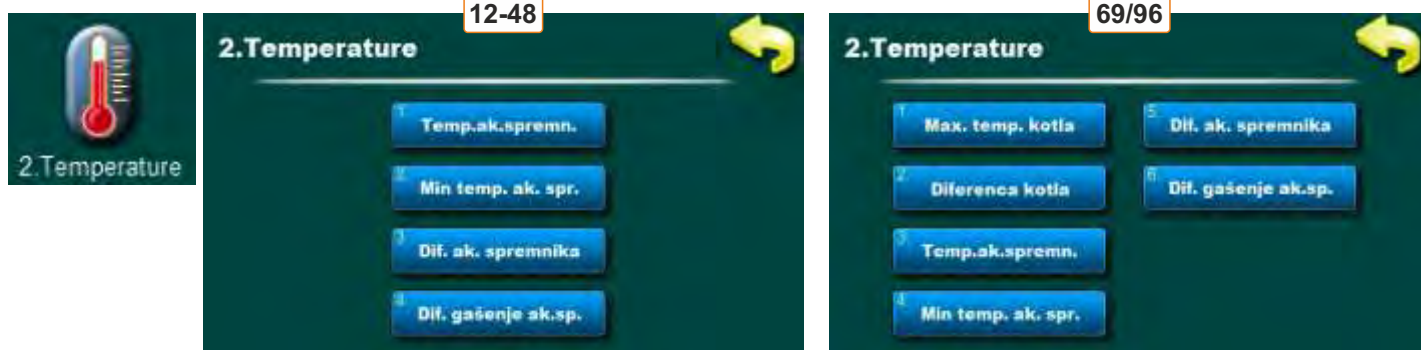 2.Temperature
12-48
2.Temperature
1 Temp.ak.spremn.
2 Min temp. ak. spr.
3 Dif. ak. spremnika
4 Dif. gašenje ak.sp.
69/96
2.Temperature
1 Max. temp. kotla
2 Diferenca kotla
3 Temp.ak.spremn.
4 Min temp. ak. spr.
5 Dif. ak. spremnika
6 Dif. gašenje ak.sp.